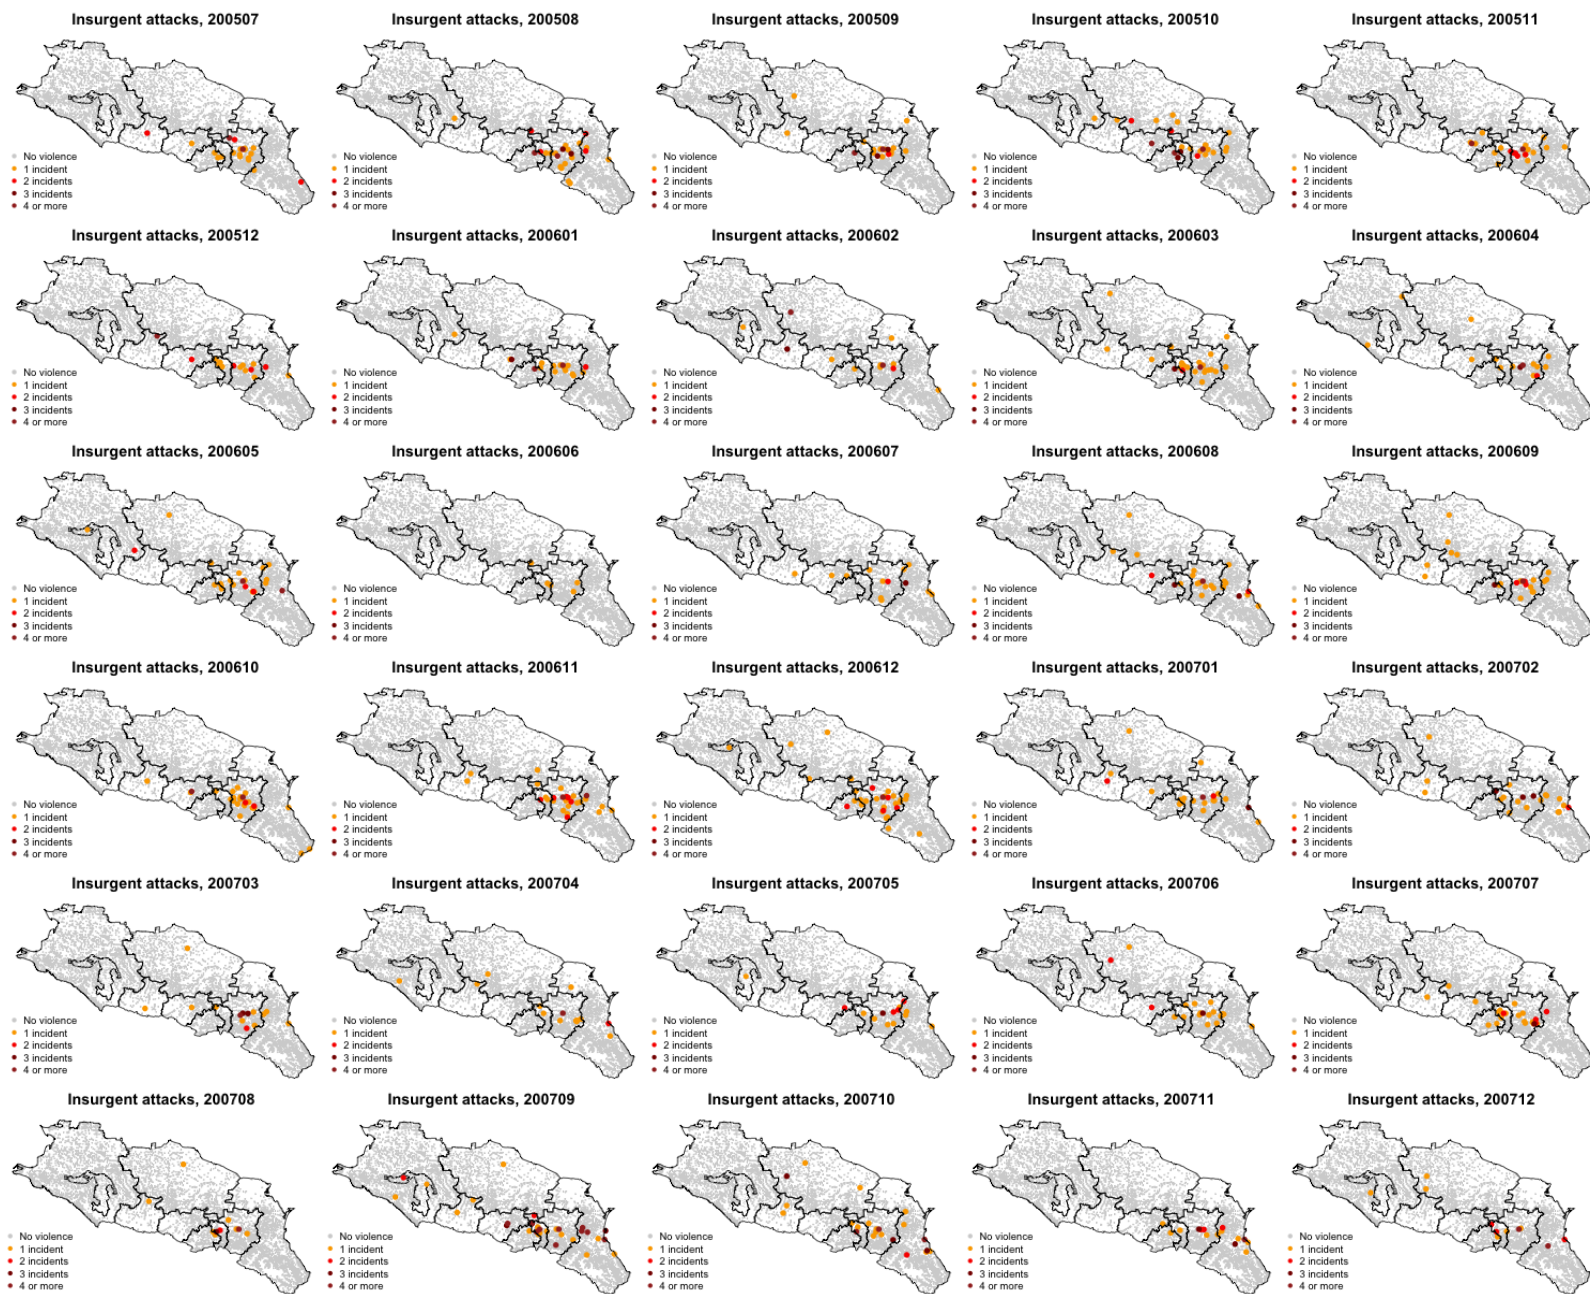 Insurgent attacks, 200507
No violence
1 incident
2 incidents
3 incidents
4 or more
Insurgent attacks, 200508
No violence
1 incident
2 incidents
3 incidents
4 or more
Insurgent attacks, 200509
No violence
1 incident
2 incidents
3 incidents
4 or more
Insurgent attacks, 200510
No violence
1 incident
2 incidents
3 incidents
4 or more
Insurgent attacks, 200511
No violence
1 incident
2 incidents
3 incidents
4 or more
Insurgent attacks, 200512
No violence
1 incident
2 incidents
3 incidents
4 or more
Insurgent attacks, 200601
No violence
1 incident
2 incidents
3 incidents
4 or more
Insurgent attacks, 200602
No violence
1 incident
2 incidents
3 incidents
4 or more
Insurgent attacks, 200603
No violence
1 incident
2 incidents
3 incidents
4 or more
Insurgent attacks, 200604
No violence
1 incident
2 incidents
3 incidents
4 or more
Insurgent attacks, 200605
No violence
1 incident
2 incidents
3 incidents
4 or more
Insurgent attacks, 200606
No violence
1 incident
2 incidents
3 incidents
4 or more
Insurgent attacks, 200607
No violence
1 incident
2 incidents
3 incidents
4 or more
Insurgent attacks, 200608
No violence
1 incident
2 incidents
3 incidents
4 or more
Insurgent attacks, 200609
No violence
1 incident
2 incidents
3 incidents
4 or more
Insurgent attacks, 200610
No violence
1 incident
2 incidents
3 incidents
4 or more
Insurgent attacks, 200611
No violence
1 incident
2 incidents
3 incidents
4 or more
Insurgent attacks, 200612
No violence
1 incident
2 incidents
3 incidents
4 or more
Insurgent attacks, 200701
No violence
1 incident
2 incidents
3 incidents
4 or more
Insurgent attacks, 200702
No violence
1 incident
2 incidents
3 incidents
4 or more
Insurgent attacks, 200703
No violence
1 incident
2 incidents
3 incidents
4 or more
Insurgent attacks, 200704
No violence
1 incident
2 incidents
3 incidents
4 or more
Insurgent attacks, 200705
No violence
1 incident
2 incidents
3 incidents
4 or more
Insurgent attacks, 200706
No violence
1 incident
2 incidents
3 incidents
4 or more
Insurgent attacks, 200707
No violence
1 incident
2 incidents
3 incidents
4 or more
Insurgent attacks, 200708
No violence
1 incident
2 incidents
3 incidents
4 or more
Insurgent attacks, 200709
No violence
1 incident
2 incidents
3 incidents
4 or more
Insurgent attacks, 200710
No violence
1 incident
2 incidents
3 incidents
4 or more
Insurgent attacks, 200711
No violence
1 incident
2 incidents
3 incidents
4 or more
Insurgent attacks, 200712
No violence
1 incident
2 incidents
3 incidents
4 or more